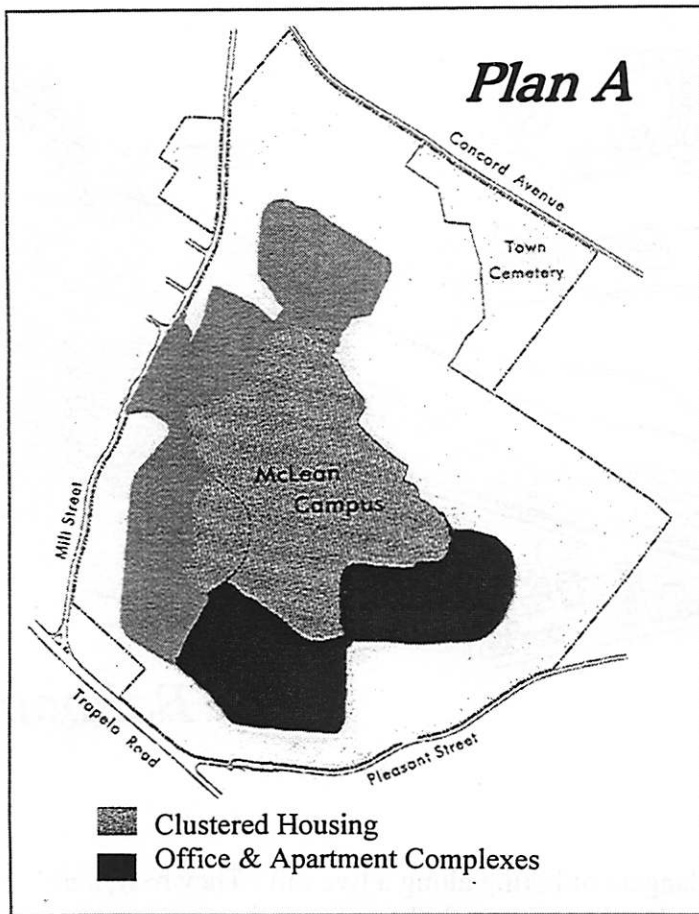 Plan A
Concord Avenue
Town
Cemetery
McLean
Campus
Mill Street
Trapelo Road
Pleasant Street
Clustered Housing
Office & Apartment Complexes